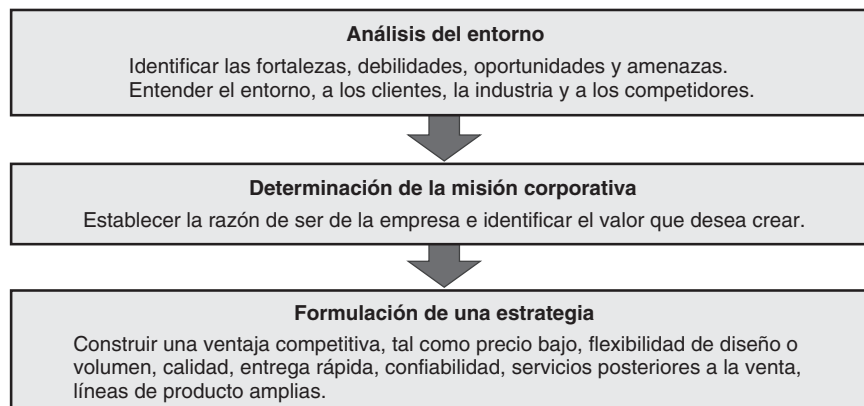 Análisis del entorno
Identificar las fortalezas, debilidades, oportunidades y amenazas.
Entender el entorno, a los clientes, la industria y a los competidores.
Determinación de la misión corporativa
Establecer la razón de ser de la empresa e identificar el valor que desea crear.
Formulación de una estrategia
Construir una ventaja competitiva, tal como precio bajo, flexibilidad de diseño o
volumen, calidad, entrega rápida, confiabilidad, servicios posteriores a la venta,
líneas de producto amplias.